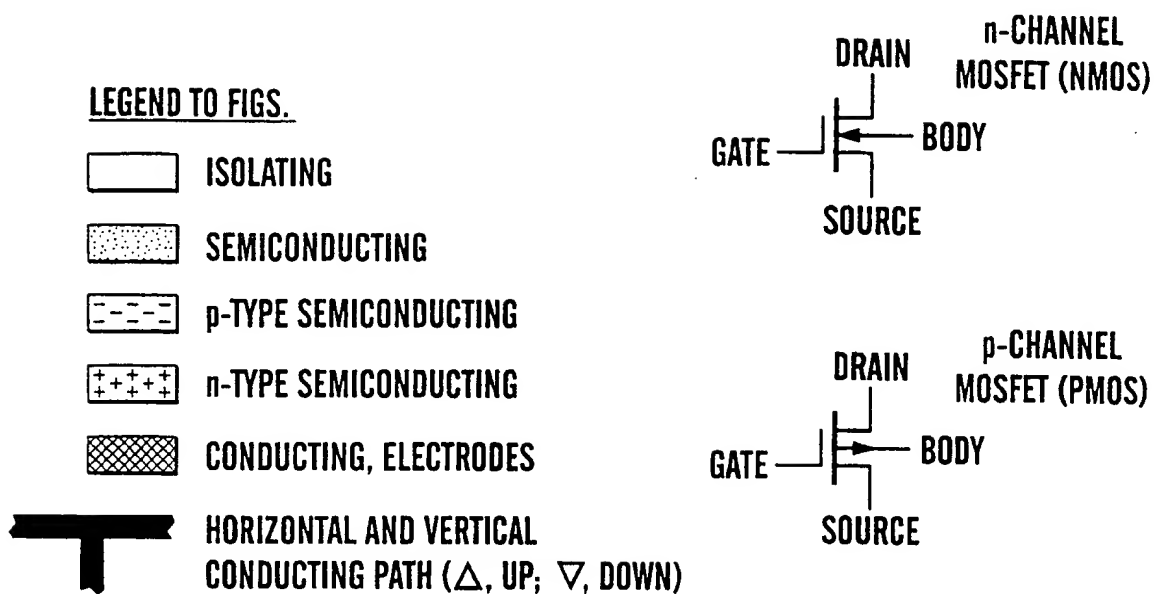 LEGEND TO FIGS.
ISOLATING
SEMICONDUCTING
p-TYPE SEMICONDUCTING
n-TYPE SEMICONDUCTING
CONDUCTING, ELECTRODES
HORIZONTAL AND VERTICAL
CONDUCTING PATH (△, UP; ▽, DOWN)
n-CHANNEL
MOSFET (NMOS)
DRAIN
GATE
BODY
SOURCE
p-CHANNEL
MOSFET (PMOS)
DRAIN
GATE
BODY
SOURCE